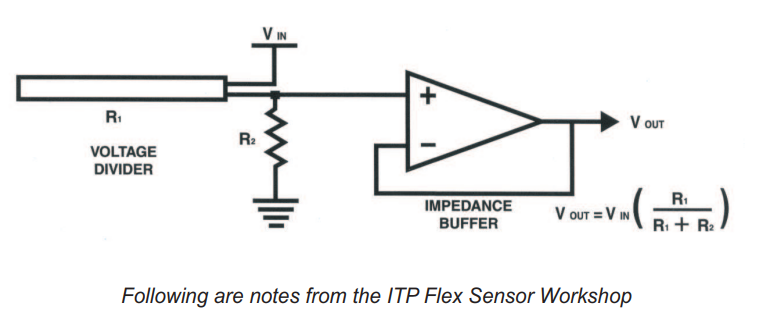 V IN
+
R1
R2
V OUT
VOLTAGE
DIVIDER
−
IMPEDANCE
BUFFER
V OUT = V IN ( R1 / R1 + R2 )
Following are notes from the ITP Flex Sensor Workshop